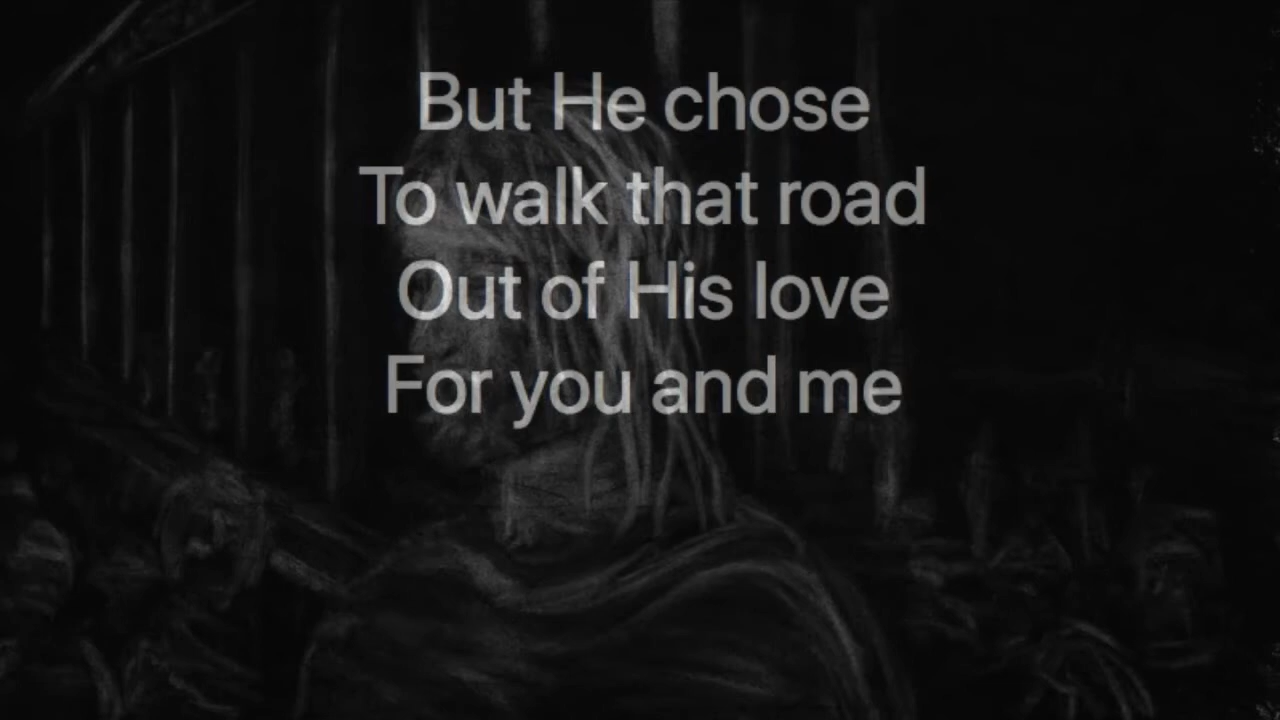 But He chose
To walk that road
Out of His love
For you and me